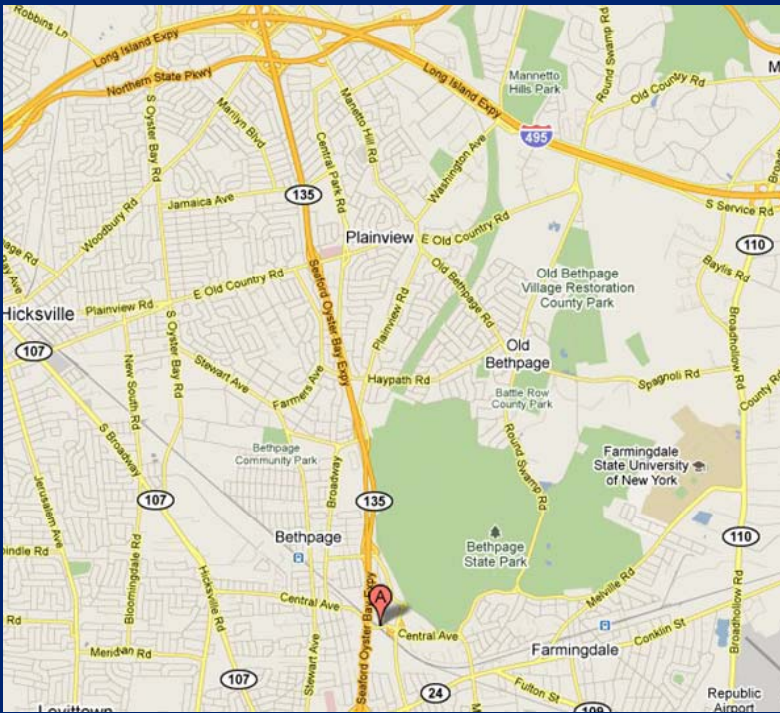 Robbins Ln
Long Island Expy
Northern State Pkwy
S Oyster Bay Rd
Marilyn Blvd
Manetto Hill Rd
Central Park Rd
Long Island Expy
Mannetto
Hills Park
Round Swamp Rd
Old Country Rd
M
495
Washington Ave
135
Jamaica Ave
Woodbury Rd
S Service Rd
110
Plainview
E Old Country Rd
Old Bethpage Rd
Baylis Rd
Old Bethpage
Village Restoration
County Park
Broadhollow Rd
E Old Country Rd
Plainview Rd
Hicksville
107
Seaford Oyster Bay Expy
Plainview Rd
S Oyster Bay Rd
New South Rd
Stewart Ave
Farmers Ave
Haypath Rd
Old
Bethpage
Spagnoli Rd
County Rd
Battle Row
County Park
S Broadway
Round Swamp Rd
Bethpage
Community Park
Broadway
Farmingdale
State University
of New York
Jerusalem Ave
107
135
Bethpage
Bethpage
State Park
110
Bloomingdale Rd
Hicksville Rd
Central Ave
A
Melville Rd
Broadhollow Rd
Rd
Central Ave
Conklin St
Farmingdale
Stewart Ave
Seaford Oyster Bay Expy
107
24
Fulton St
109
Republic
Airport
Levittown